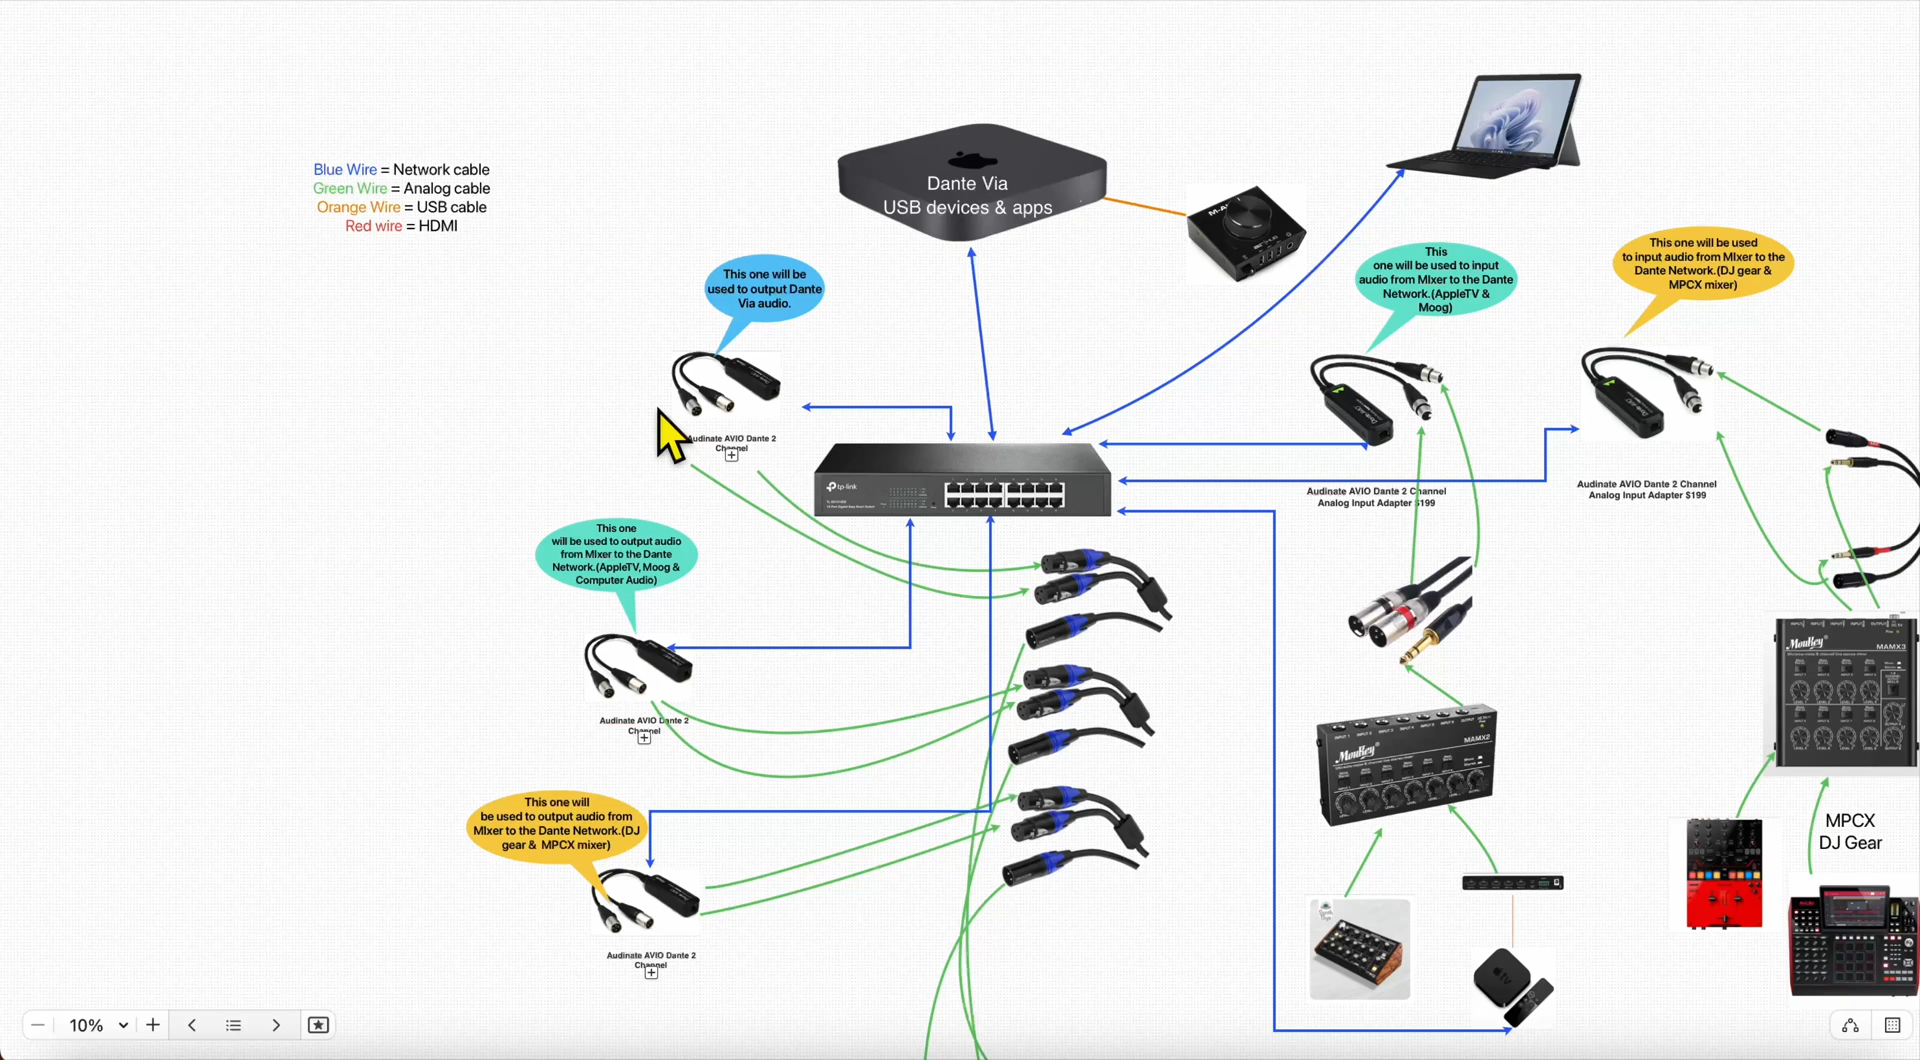 Blue Wire = Network cable
Green Wire = Analog cable
Orange Wire = USB cable
Red wire = HDMI
Dante Via
USB devices & apps
This one will be
used to output Dante
Via audio.
This
one will be used to input
audio from MIxer to the Dante
Network.(AppleTV &
Moog)
This one will be used
to input audio from MIxer to the
Dante Network.(DJ gear &
MPCX mixer)
Audinate AVIO Dante 2
Channel
tp-link
Audinate AVIO Dante 2 Channel
Analog Input Adapter $199
Audinate AVIO Dante 2 Channel
Analog Input Adapter $199
This one
will be used to output audio
from MIxer to the Dante
Network.(AppleTV, Moog &
Computer Audio)
Audinate AVIO Dante 2
Channel
This one will
be used to output audio from
MIxer to the Dante Network.(DJ
gear & MPCX mixer)
Audinate AVIO Dante 2
Channel
MouKey
MAMX2
MouKey
MAMX3
MPCX
DJ Gear
tv
10%